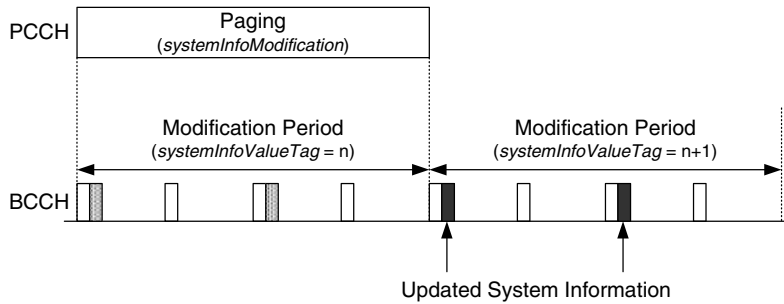 PCCH
Paging
(systemInfoModification)
Modification Period
(systemInfoValueTag = n)
Modification Period
(systemInfoValueTag = n+1)
BCCH
Updated System Information